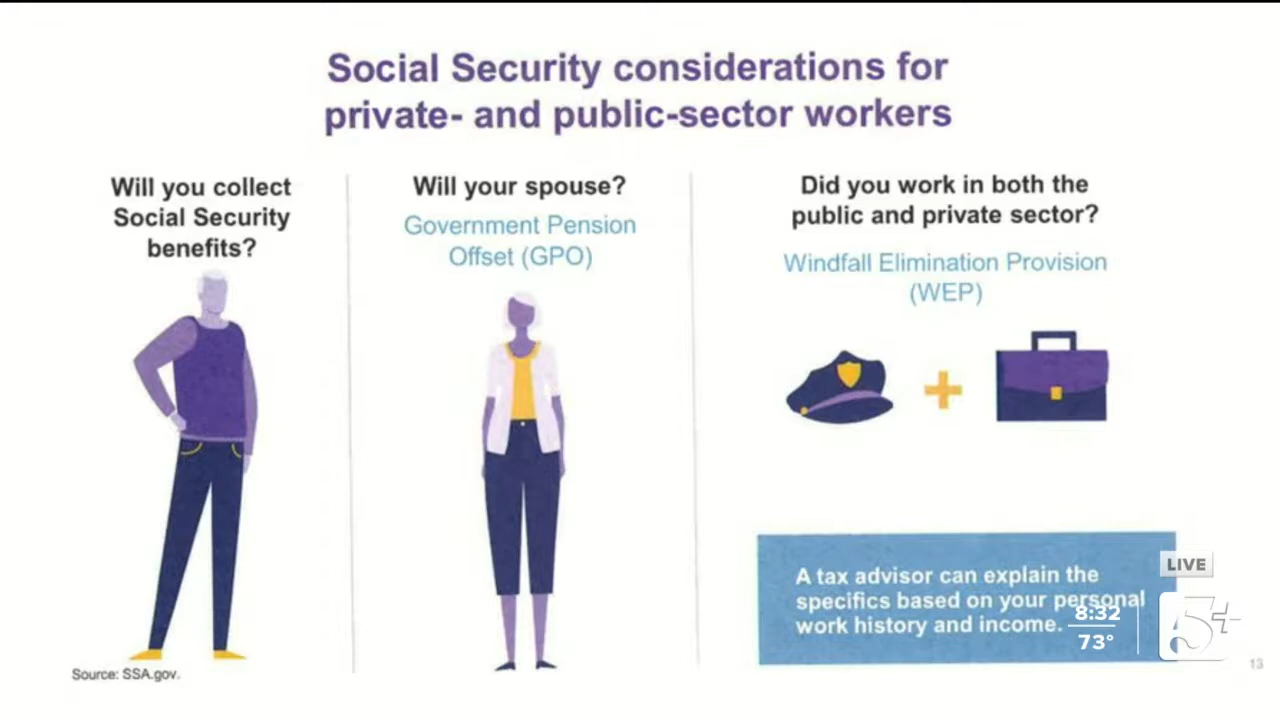 Social Security considerations for
private- and public-sector workers
Will you collect
Social Security
benefits?
Will your spouse?
Government Pension
Offset (GPO)
Did you work in both the
public and private sector?
Windfall Elimination Provision
(WEP)
A tax advisor can explain the
specifics based on your personal
work history and income.
LIVE
8:32
73°
5+
Source: SSA.gov.
13